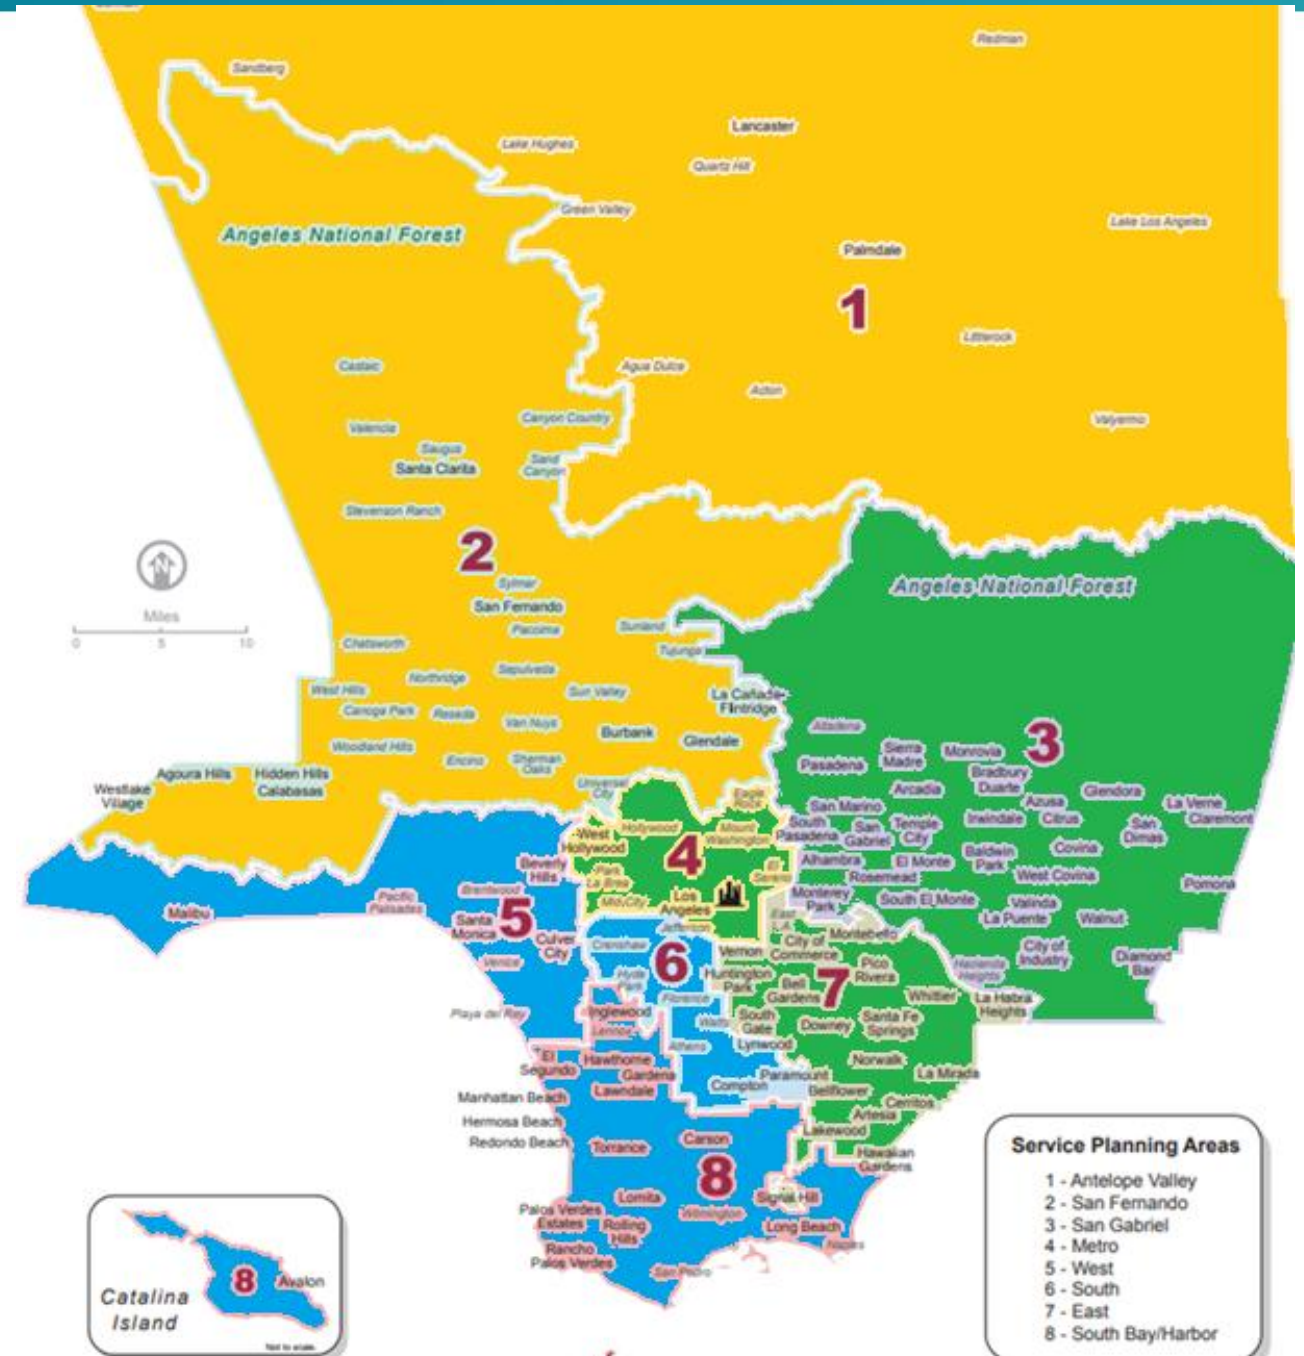 Redman
Sandberg
Lancaster
Lake Hughes
Quartz Hill
Green Valley
Lake Los Angeles
Angeles National Forest
Palmdale
1
Littlerock
Castaic
Agua Dulce
Acton
Canyon Country
Valyermo
Valencia
Saugus
Santa Clarita
Sand
Canyon
Stevenson Ranch
2
N
Sylmar
Angeles National Forest
San Fernando
Miles
Pacoima
Sunland
0 5 10
Chatsworth
Tujunga
Northridge
Sepulveda
West Hills
Sun Valley
La Cañada-
Flintridge
Canoga Park
Reseda
Van Nuys
Altadena
Burbank
Glendale
3
Woodland Hills
Encino
Sherman
Oaks
Pasadena
Sierra
Madre
Monrovia
Bradbury
Duarte
Agoura Hills
Hidden Hills
Calabasas
Westlake
Village
Universal
City
Eagle
Rock
Arcadia
Glendora
San Marino
Azusa
Citrus
La Verne
Claremont
West
Hollywood
Hollywood
Mount
Washington
South
Pasadena
San
Gabriel
Temple
City
Irwindale
San
Dimas
4
Beverly
Hills
Park
La Brea
El
Sereno
Alhambra
El Monte
Rosemead
Baldwin
Park
Covina
West Covina
Pomona
Malibu
Pacific
Palisades
Brentwood
Mid City
Los
Angeles
Monterey
Park
South El Monte
Valinda
La Puente
Walnut
5
Santa
Monica
Culver
City
Jefferson
Crenshaw
East
L.A.
Montebello
City of
Commerce
Vernon
City of
Industry
Diamond
Bar
Hacienda
Heights
Venice
6
Hyde
Park
Huntington
Park
Bell
Gardens
7
Pico
Rivera
Whittier
La Habra
Heights
Playa del Rey
Inglewood
Florence
Lennox
Watts
South
Gate
Downey
Santa Fe
Springs
Athens
Lynwood
El
Segundo
Hawthorne
Gardena
Lawndale
Norwalk
La Mirada
Paramount
Compton
Bellflower
Manhattan Beach
Cerritos
Artesia
Hermosa Beach
Lakewood
Redondo Beach
Torrance
Carson
Hawaiian
Gardens
8
Lomita
Signal Hill
Palos Verdes
Estates
Rolling
Hills
Wilmington
Long Beach
Naples
Rancho
Palos Verdes
San Pedro
8
Avalon
Catalina
Island
Not to scale.
Service Planning Areas
1 - Antelope Valley
2 - San Fernando
3 - San Gabriel
4 - Metro
5 - West
6 - South
7 - East
8 - South Bay/Harbor